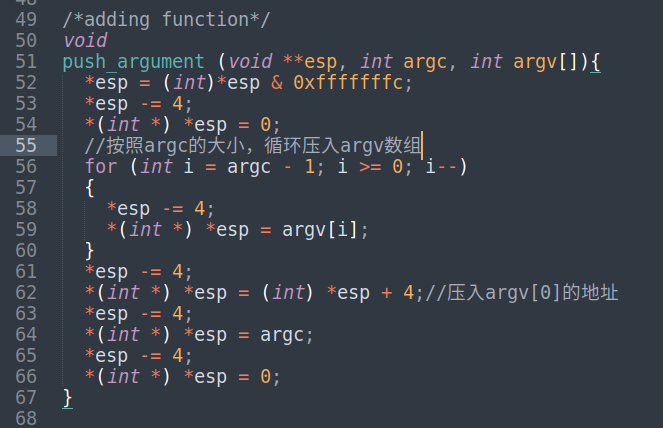 49 /*adding function*/
50 void
51 push_argument (void **esp, int argc, int argv[]){
52   *esp = (int)*esp & 0xfffffffc;
53   *esp -= 4;
54   *(int *) *esp = 0;
55   //按照argc的大小，循环压入argv数组
56   for (int i = argc - 1; i >= 0; i--)
57   {
58     *esp -= 4;
59     *(int *) *esp = argv[i];
60   }
61   *esp -= 4;
62   *(int *) *esp = (int) *esp + 4;//压入argv[0]的地址
63   *esp -= 4;
64   *(int *) *esp = argc;
65   *esp -= 4;
66   *(int *) *esp = 0;
67 }
68